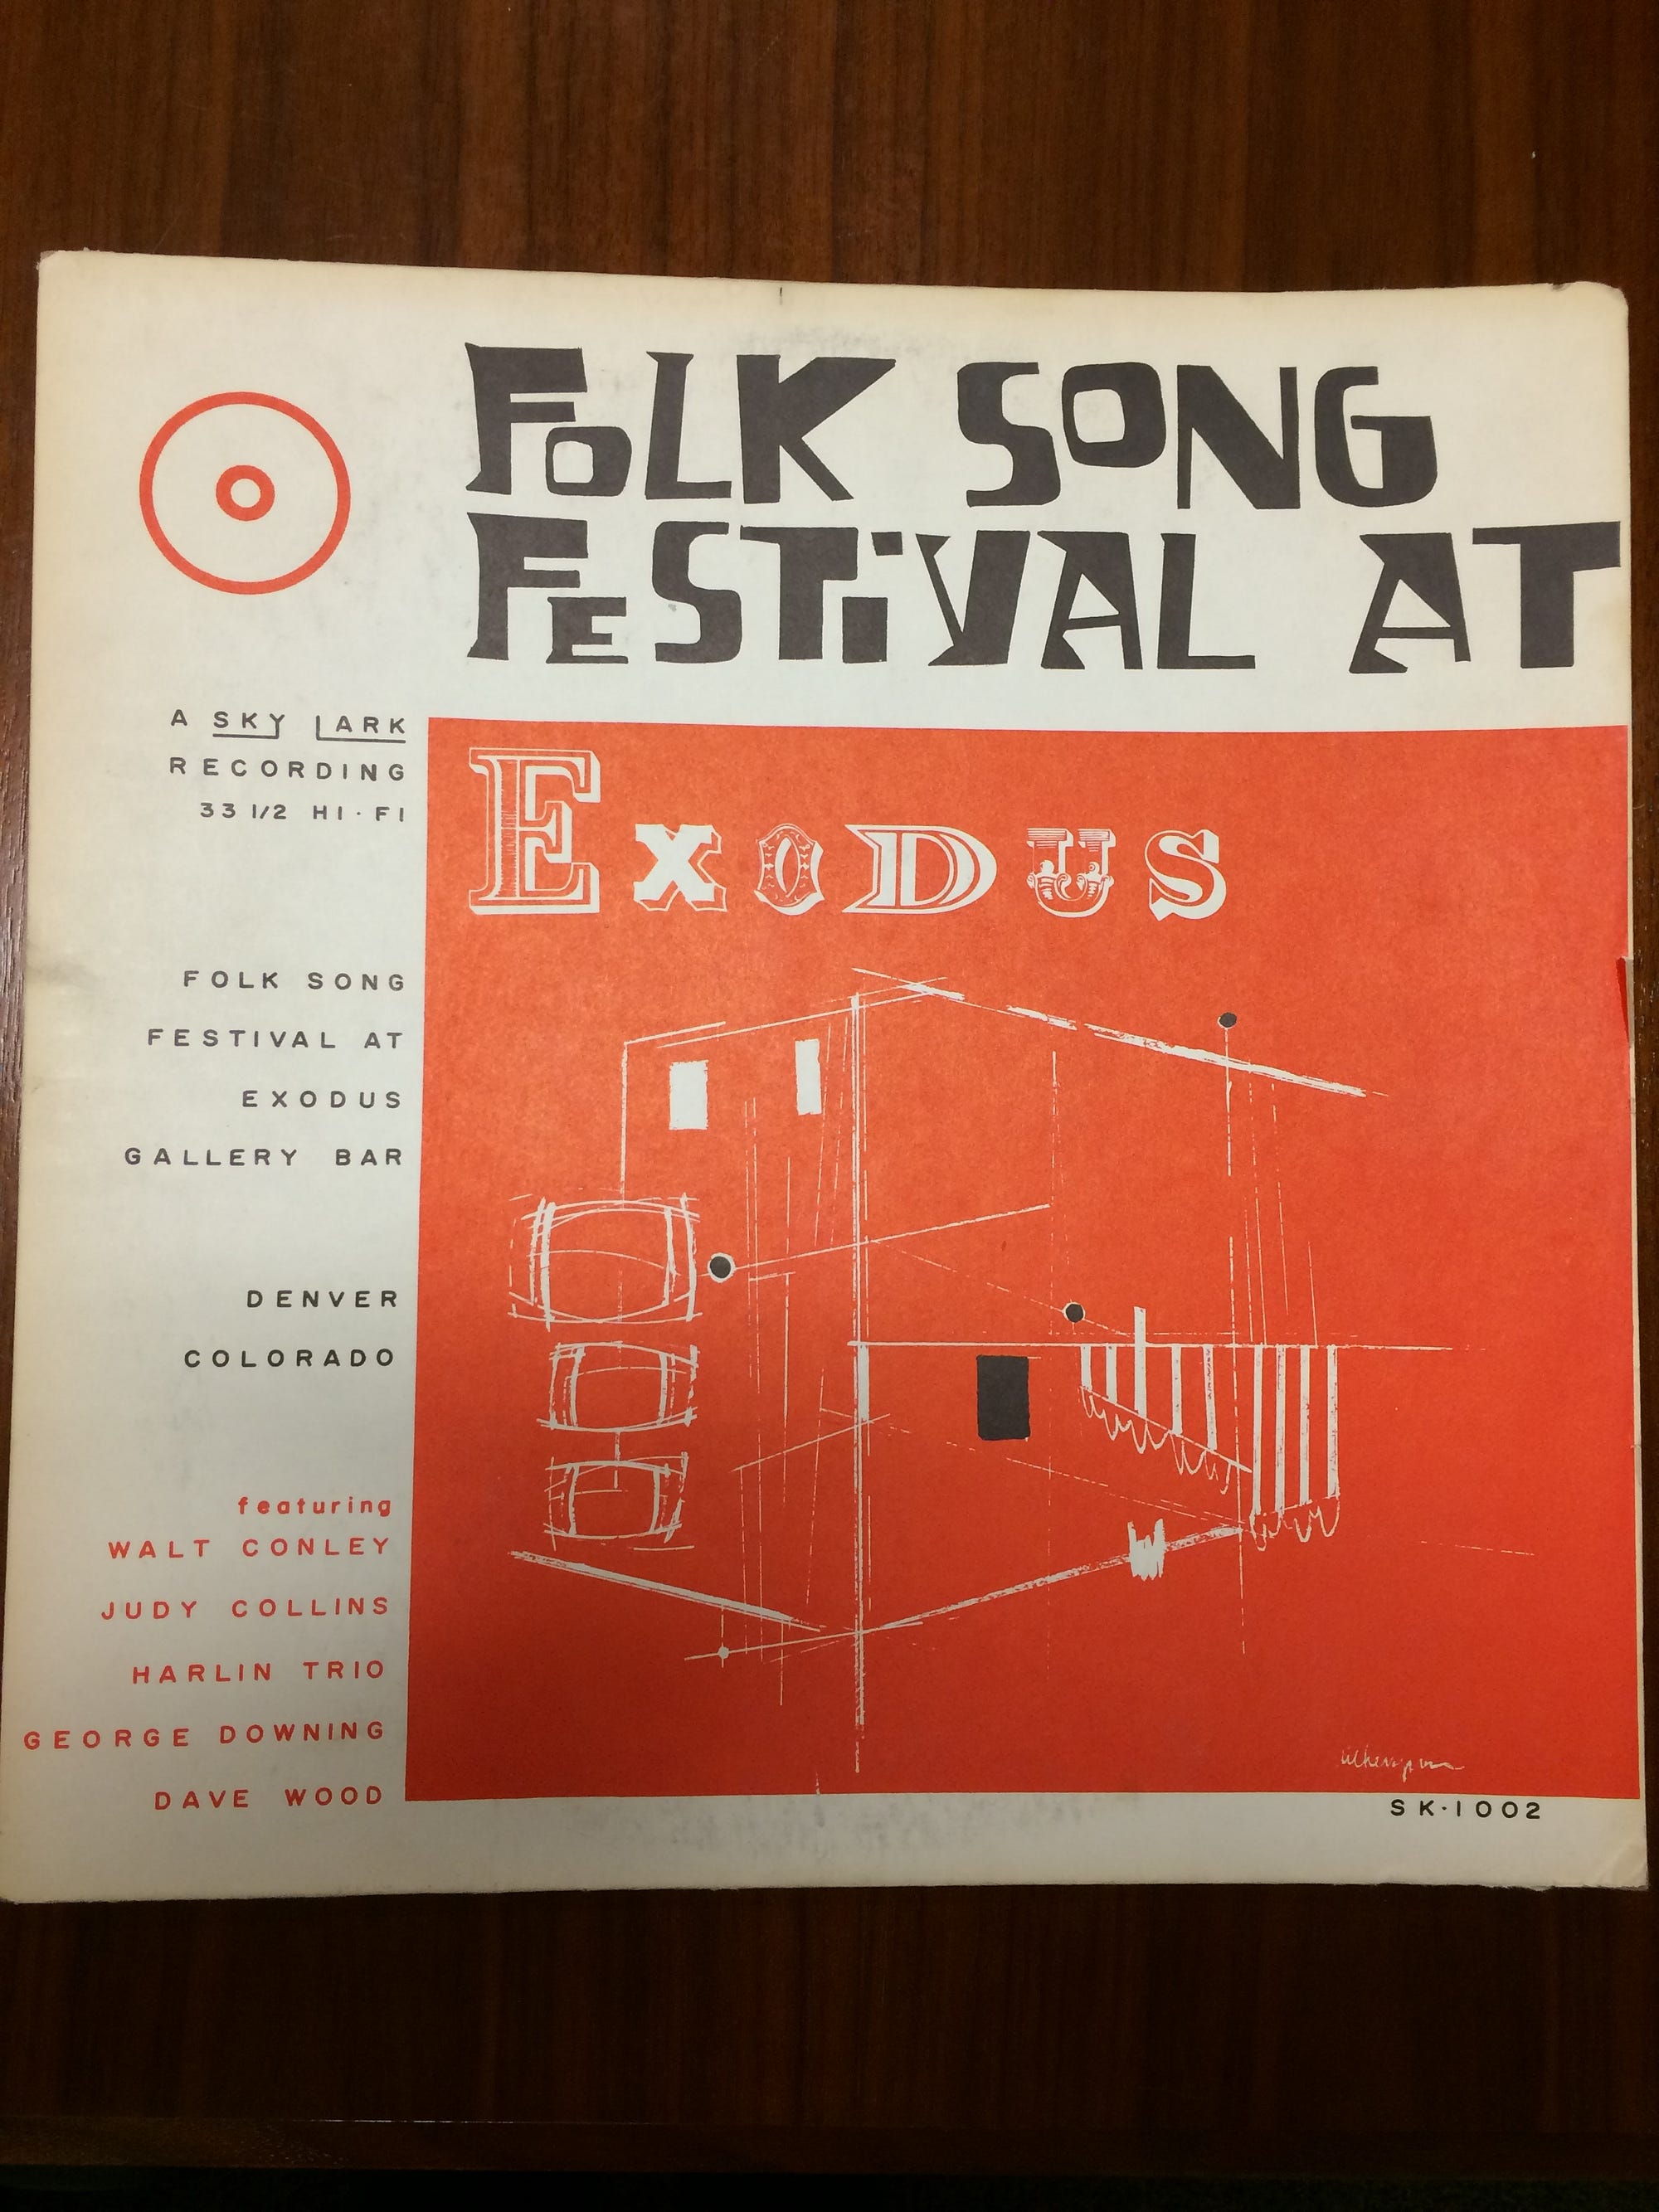 FOLK SONG
FESTiVAL AT
A SKY LARK
RECORDING
33 1/2 HI·FI
EXODUS
FOLK SONG
FESTIVAL AT
EXODUS
GALLERY BAR
DENVER
COLORADO
featuring
WALT CONLEY
JUDY COLLINS
HARLIN TRIO
GEORGE DOWNING
DAVE WOOD
SK·1002